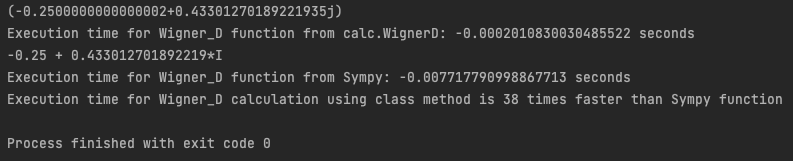 (-0.2500000000000002+0.43301270189221935j)
Execution time for Wigner_D function from calc.WignerD: -0.0002010830030485522 seconds
-0.25 + 0.433012701892219*I
Execution time for Wigner_D function from Sympy: -0.007717790998867713 seconds
Execution time for Wigner_D calculation using class method is 38 times faster than Sympy function
Process finished with exit code 0